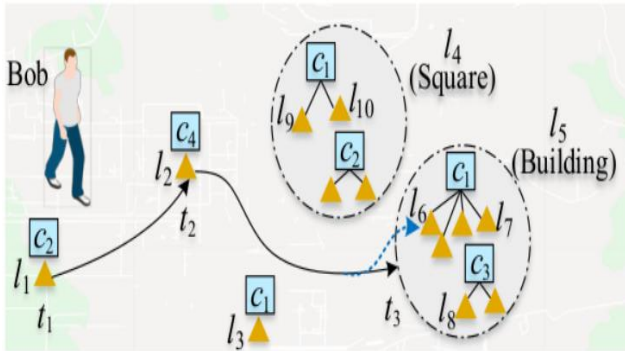 Bob
c₁
l₄
(Square)
l₉
l₁₀
c₄
l₂
c₂
l₅
(Building)
c₁
l₆
l₇
t₂
c₂
l₁
t₁
c₁
l₃
t₃
c₃
l₈